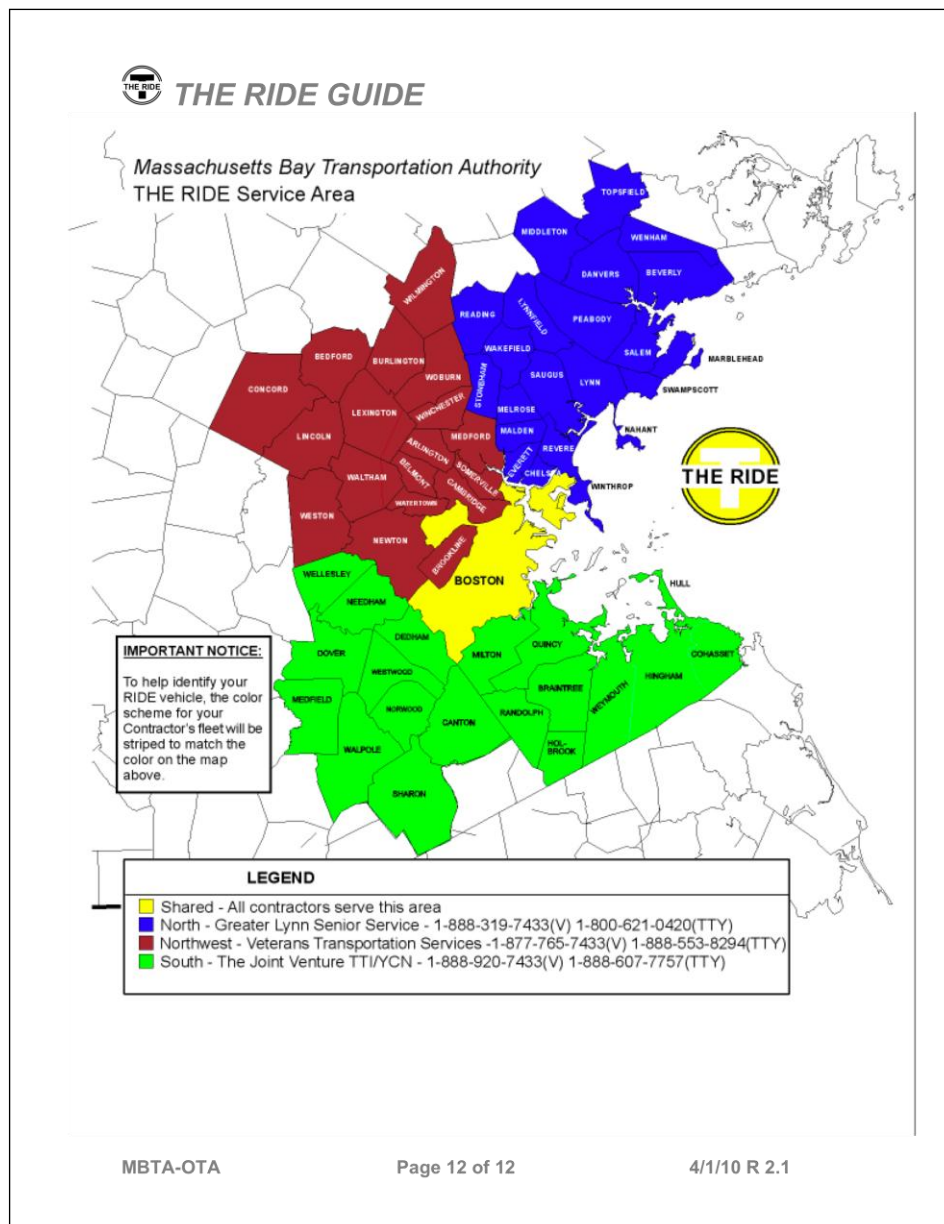 THE RIDE
THE RIDE GUIDE
Massachusetts Bay Transportation Authority
THE RIDE Service Area
TOPSFIELD
MIDDLETON
WENHAM
DANVERS
BEVERLY
WILMINGTON
READING
LYNNFIELD
PEABODY
WAKEFIELD
SALEM
MARBLEHEAD
BEDFORD
BURLINGTON
WOBURN
STONEHAM
SAUGUS
LYNN
SWAMPSCOTT
CONCORD
LEXINGTON
WINCHESTER
MELROSE
NAHANT
LINCOLN
ARLINGTON
MEDFORD
MALDEN
EVERETT
REVERE
CHELSEA
WINTHROP
WALTHAM
BELMONT
SOMERVILLE
CAMBRIDGE
WATERTOWN
WESTON
NEWTON
BROOKLINE
BOSTON
THE RIDE
WELLESLEY
NEEDHAM
HULL
DEDHAM
DOVER
MILTON
QUINCY
COHASSET
WESTWOOD
HINGHAM
MEDFIELD
BRAINTREE
WEYMOUTH
NORWOOD
RANDOLPH
CANTON
WALPOLE
HOL-
BROOK
SHARON
IMPORTANT NOTICE:
To help identify your
RIDE vehicle, the color
scheme for your
Contractor's fleet will be
striped to match the
color on the map
above.
LEGEND
Shared - All contractors serve this area
North - Greater Lynn Senior Service - 1-888-319-7433(V) 1-800-621-0420(TTY)
Northwest - Veterans Transportation Services -1-877-765-7433(V) 1-888-553-8294(TTY)
South - The Joint Venture TTI/YCN - 1-888-920-7433(V) 1-888-607-7757(TTY)
MBTA-OTA Page 12 of 12 4/1/10 R 2.1